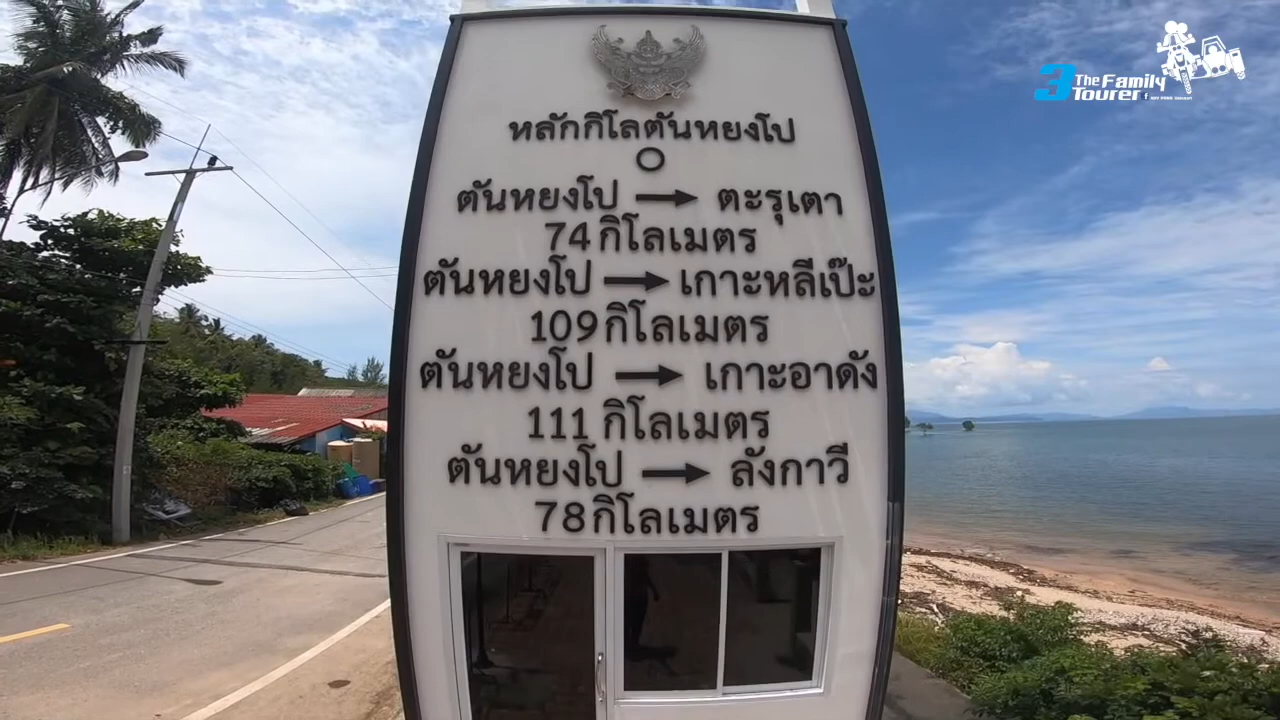 3 The Family
Tourer
หลักกิโลตันหยงโป
0
ตันหยงโป → ตะรุเตา
74 กิโลเมตร
ตันหยงโป → เกาะหลีเป๊ะ
109 กิโลเมตร
ตันหยงโป → เกาะอาดัง
111 กิโลเมตร
ตันหยงโป → ลังกาวี
78 กิโลเมตร